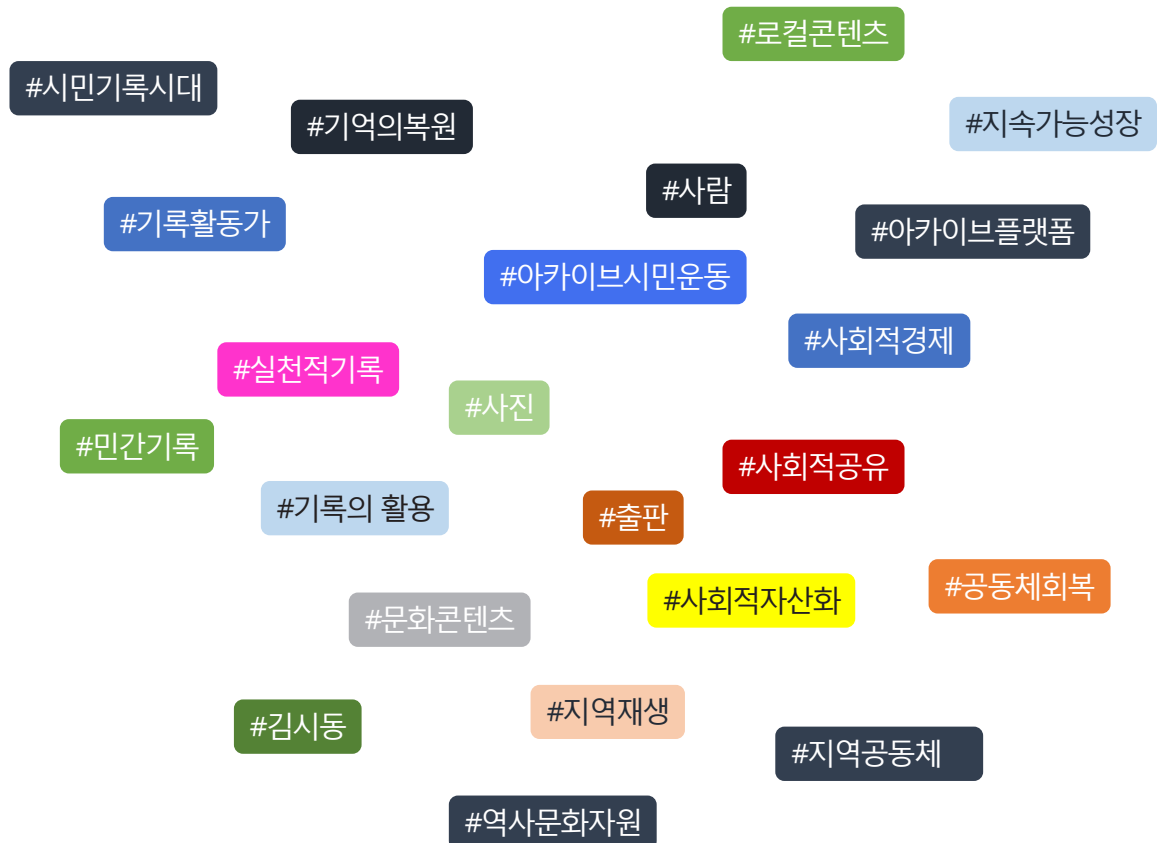 #로컬콘텐츠
#시민기록시대
#기억의복원
#지속가능성장
#사람
#기록활동가
#아카이브플랫폼
#아카이브시민운동
#사회적경제
#실천적기록
#사진
#민간기록
#사회적공유
#기록의 활용
#출판
#공동체회복
#사회적자산화
#문화콘텐츠
#지역재생
#김시동
#지역공동체
#역사문화자원